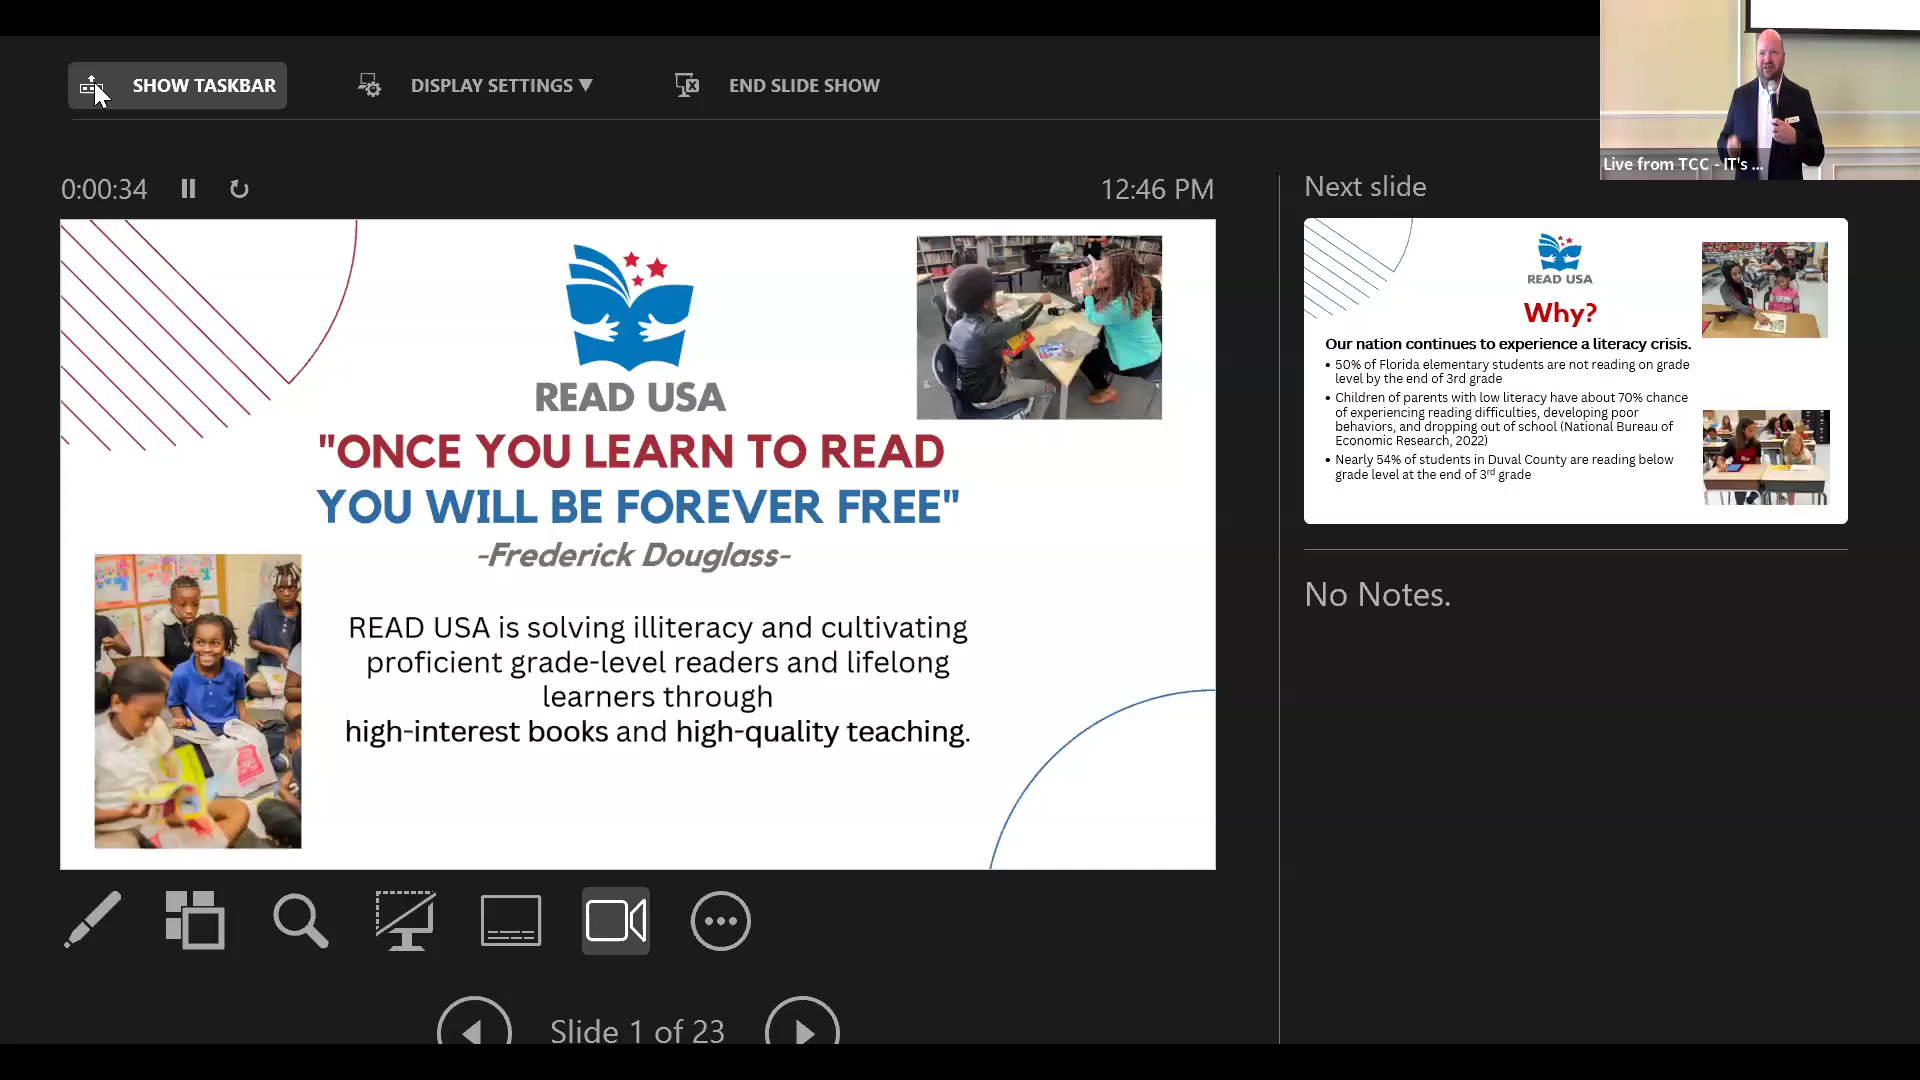 SHOW TASKBAR
DISPLAY SETTINGS ▼
END SLIDE SHOW
Live from TCC - IT's ...
0:00:34
12:46 PM
READ USA
"ONCE YOU LEARN TO READ
YOU WILL BE FOREVER FREE"
-Frederick Douglass-
READ USA is solving illiteracy and cultivating
proficient grade-level readers and lifelong
learners through
high-interest books and high-quality teaching.
Slide 1 of 23
Next slide
READ USA
Why?
Our nation continues to experience a literacy crisis.
• 50% of Florida elementary students are not reading on grade
level by the end of 3rd grade
• Children of parents with low literacy have about 70% chance
of experiencing reading difficulties, developing poor
behaviors, and dropping out of school (National Bureau of
Economic Research, 2022)
• Nearly 54% of students in Duval County are reading below
grade level at the end of 3rd grade
No Notes.